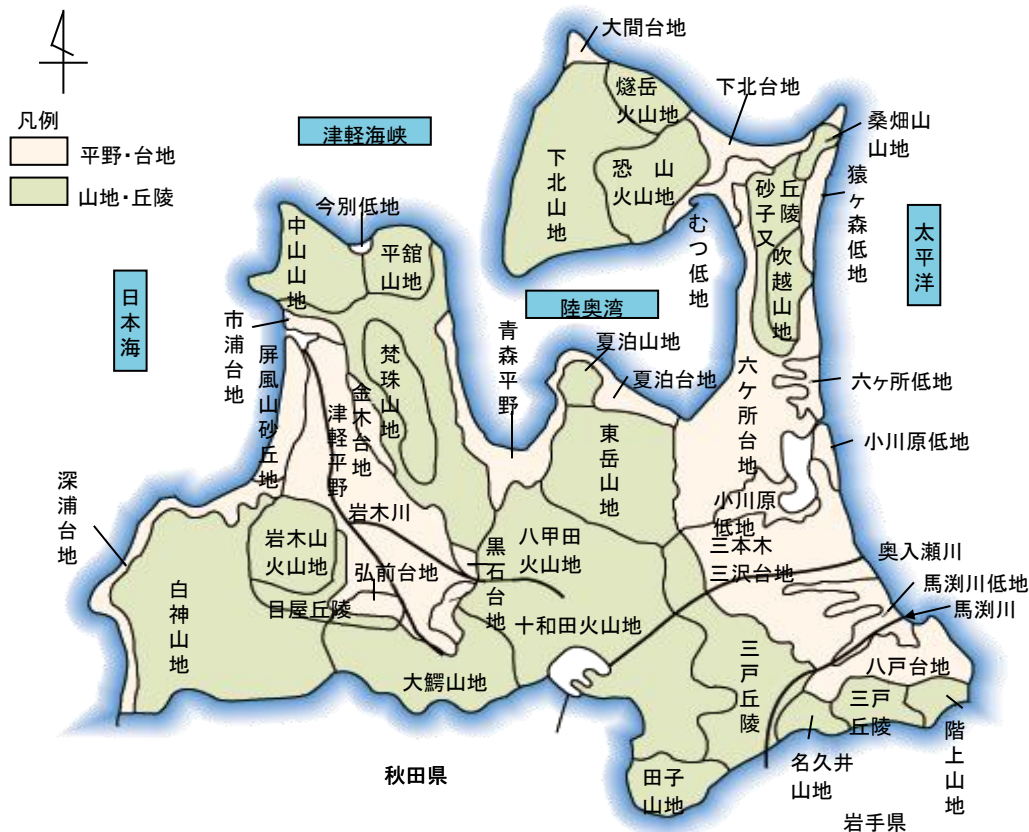 大間台地
燧岳
火山地
下北台地
桑畑山
山地
凡例
平野・台地
山地・丘陵
津軽海峡
下北山地
恐山
火山地
砂子又
丘陵
吹越山地
猿ヶ森低地
太平洋
むつ低地
今別低地
中山山地
平舘
山地
日本海
陸奥湾
市浦台地
屏風山砂丘地
津軽平野
金木台地
梵珠山地
青森平野
夏泊山地
夏泊台地
六ケ所台地
六ヶ所低地
小川原低地
東岳山地
小川原
低地
深浦台地
岩木川
岩木山
火山地
弘前台地
目屋丘陵
黒石台地
八甲田
火山地
三本木
三沢台地
奥入瀬川
馬渕川低地
馬渕川
白神山地
十和田火山地
大鰐山地
三戸丘陵
八戸台地
三戸
丘陵
階上山地
名久井
山地
田子
山地
秋田県
岩手県